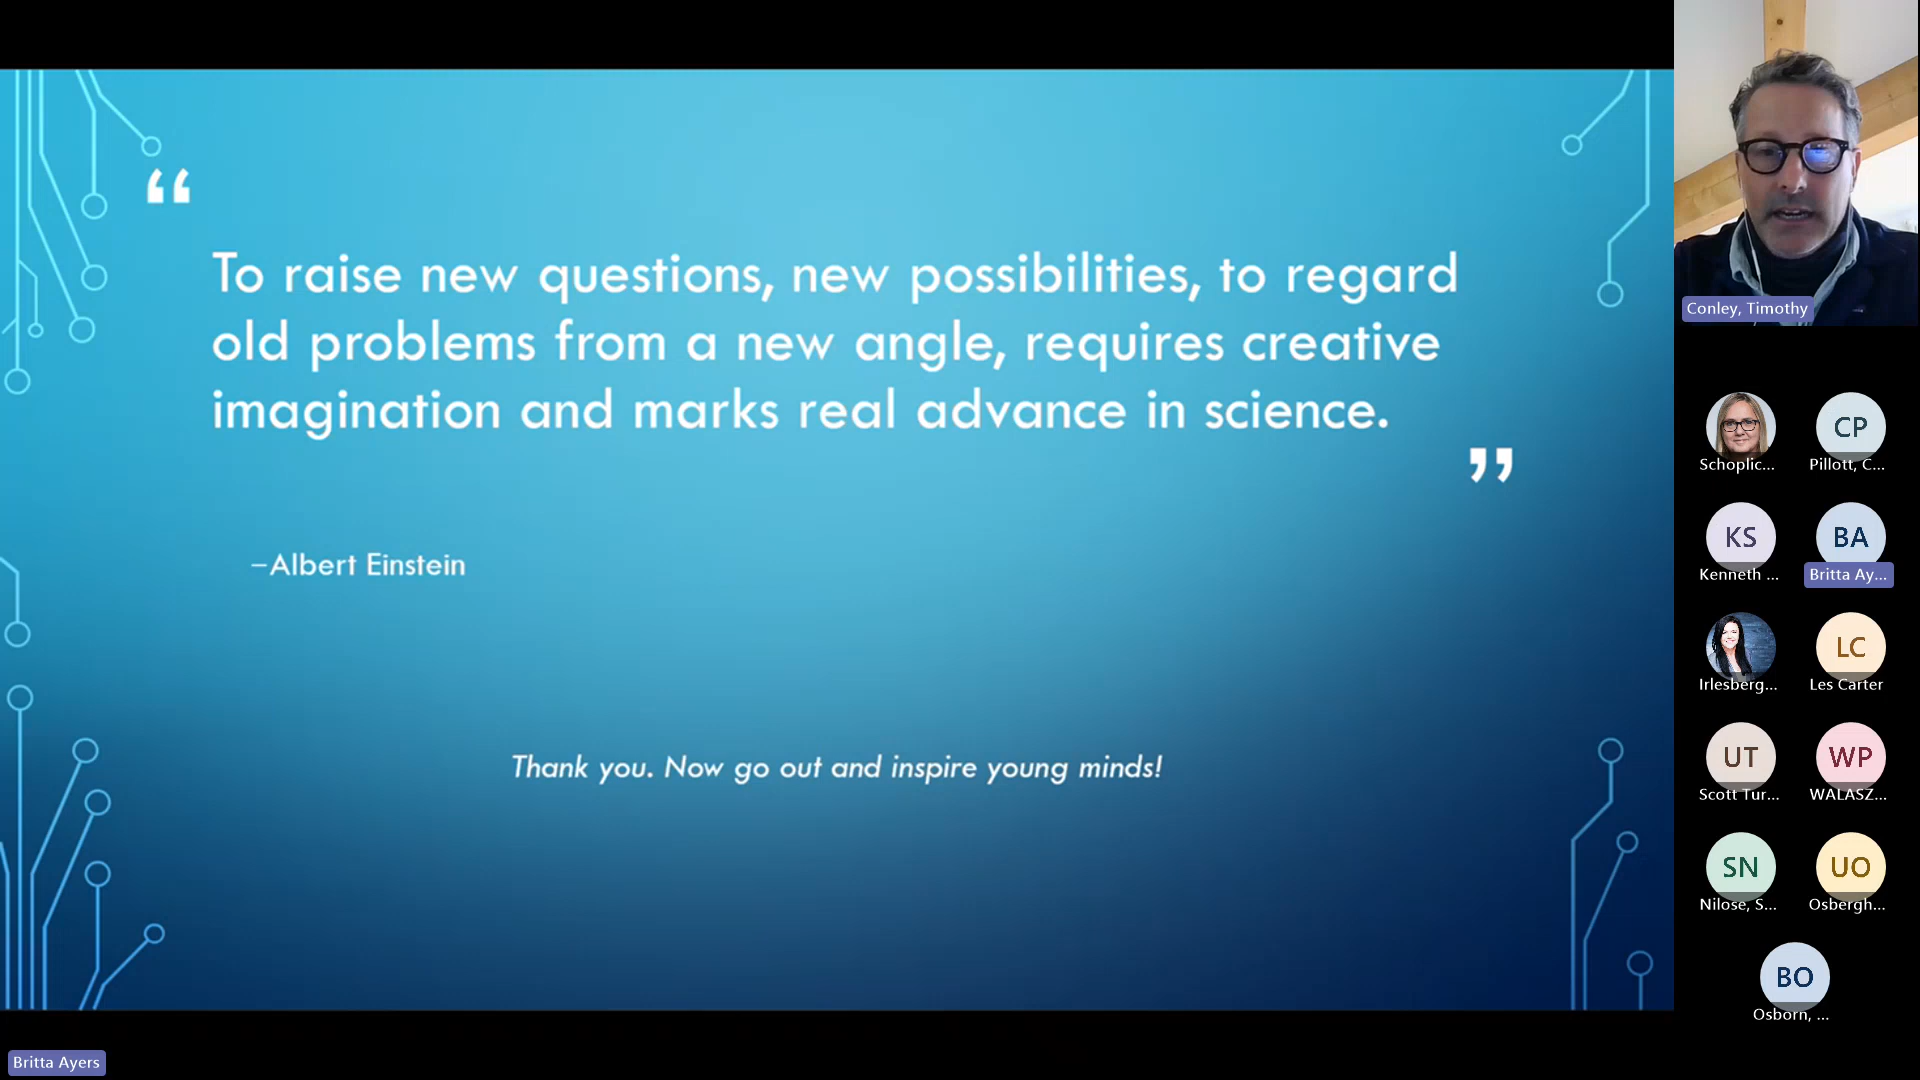 “
To raise new questions, new possibilities, to regard
old problems from a new angle, requires creative
imagination and marks real advance in science.
”
–Albert Einstein
Thank you. Now go out and inspire young minds!
Britta Ayers
Conley, Timothy
Schoplic...
CP
Pillott, C...
KS
Kenneth ...
BA
Britta Ay...
Irlesberg...
LC
Les Carter
UT
Scott Tur...
WP
WALASZ...
SN
Nilose, S...
UO
Osbergh...
BO
Osborn, ...